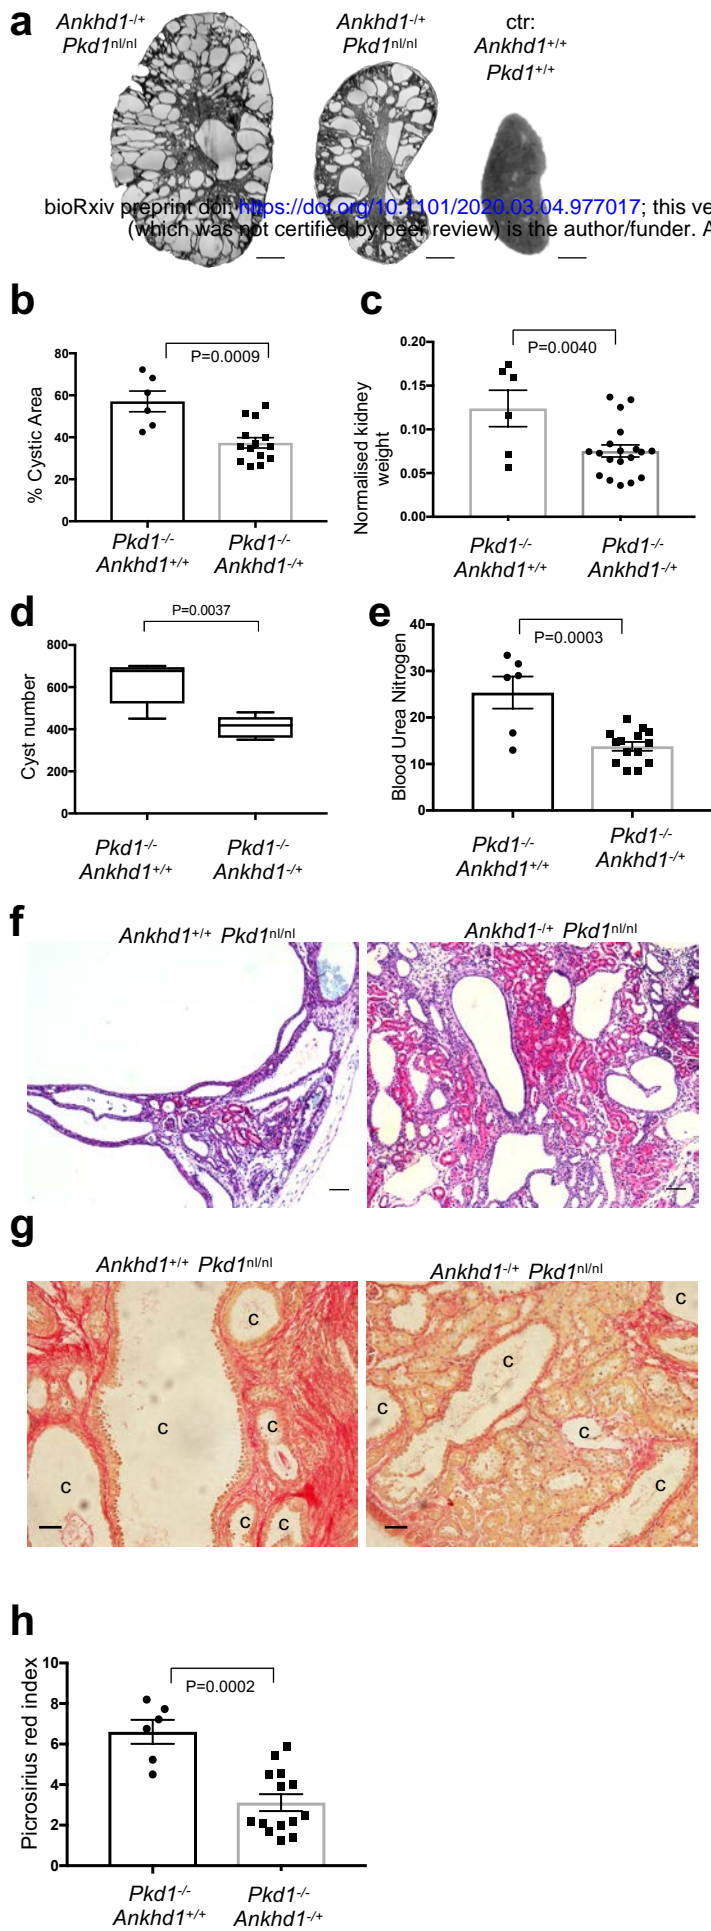 a
Ankhd1-/+
Pkd1nl/nl
Ankhd1-/+
Pkd1nl/nl
ctr:
Ankhd1+/+
Pkd1+/+
bioRxiv preprint doi: https://doi.org/10.1101/2020.03.04.977017; this ve
(which was not certified by peer review) is the author/funder. A
b
% Cystic Area
80
60
40
20
0
P=0.0009
Pkd1-/-
Ankhd1+/+
Pkd1-/-
Ankhd1-/+
c
Normalised kidney
weight
0.20
0.15
0.10
0.05
0.00
P=0.0040
Pkd1-/-
Ankhd1+/+
Pkd1-/-
Ankhd1-/+
d
Cyst number
800
600
400
200
0
P=0.0037
Pkd1-/-
Ankhd1+/+
Pkd1-/-
Ankhd1-/+
e
Blood Urea Nitrogen
40
30
20
10
0
P=0.0003
Pkd1-/-
Ankhd1+/+
Pkd1-/-
Ankhd1-/+
f
Ankhd1+/+ Pkd1nl/nl
Ankhd1-/+ Pkd1nl/nl
g
Ankhd1+/+ Pkd1nl/nl
Ankhd1-/+ Pkd1nl/nl
c
c
c
c
c
c
c
c
c
c
c
h
Picrosirius red index
10
8
6
4
2
0
P=0.0002
Pkd1-/-
Ankhd1+/+
Pkd1-/-
Ankhd1-/+